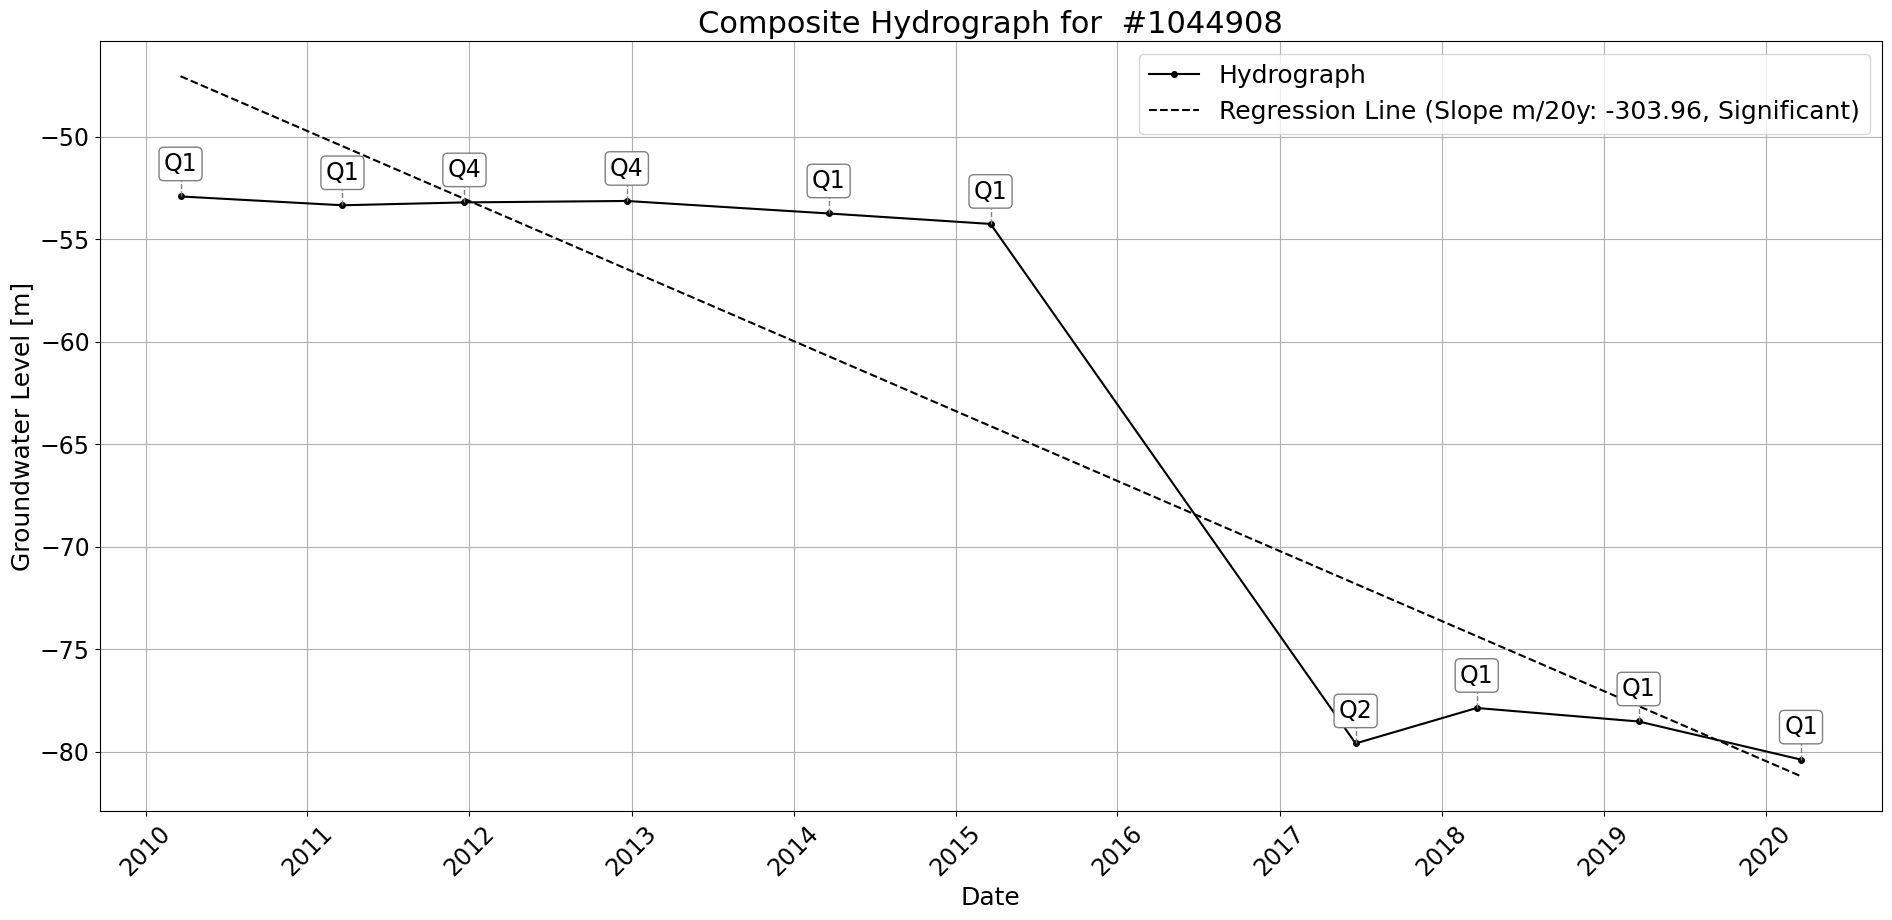 Composite Hydrograph for  #1044908
Hydrograph
Regression Line (Slope m/20y: -303.96, Significant)
Groundwater Level [m]
−50
−55
−60
−65
−70
−75
−80
Q1
Q1
Q4
Q4
Q1
Q1
Q2
Q1
Q1
Q1
2010
2011
2012
2013
2014
2015
2016
2017
2018
2019
2020
Date